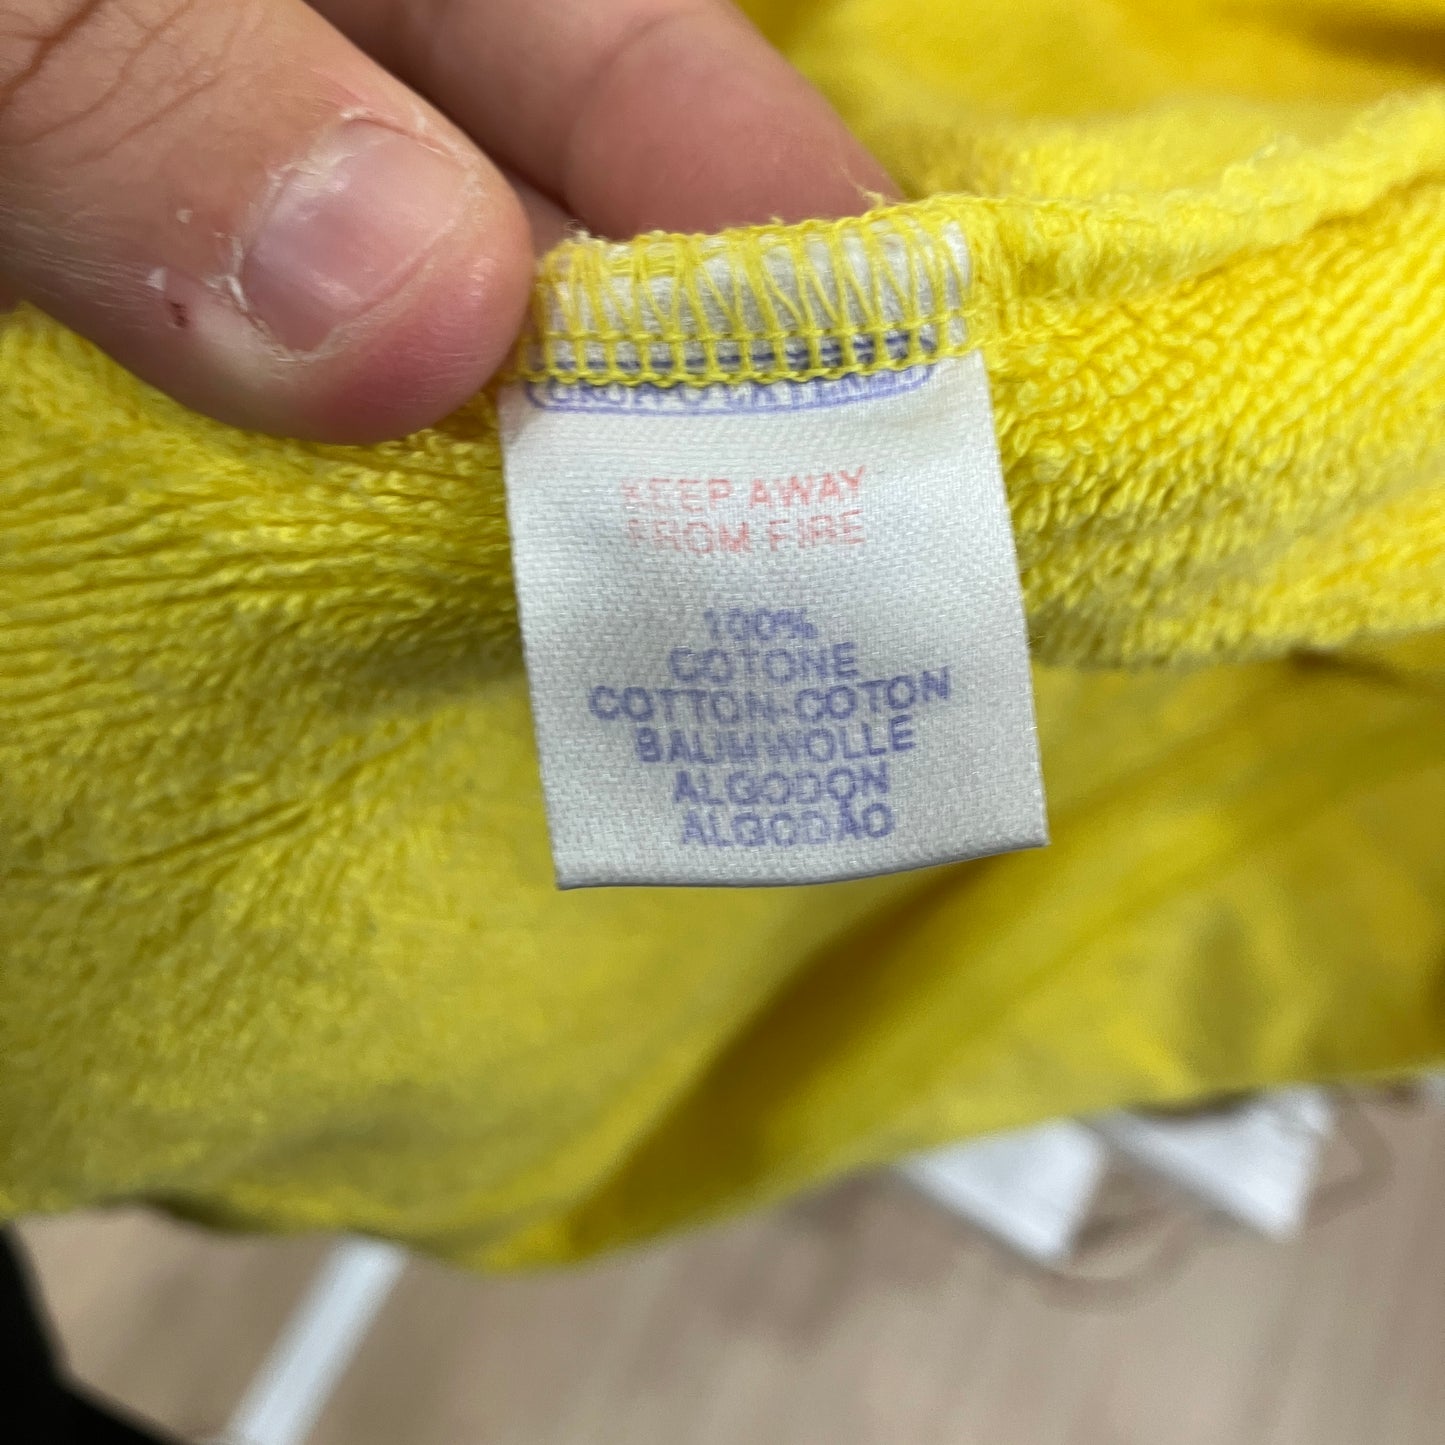 KEEP AWAY
FROM FIRE
100%
COTONE
COTTON-COTON
BAUMWOLLE
ALGODON
ALGODÃO